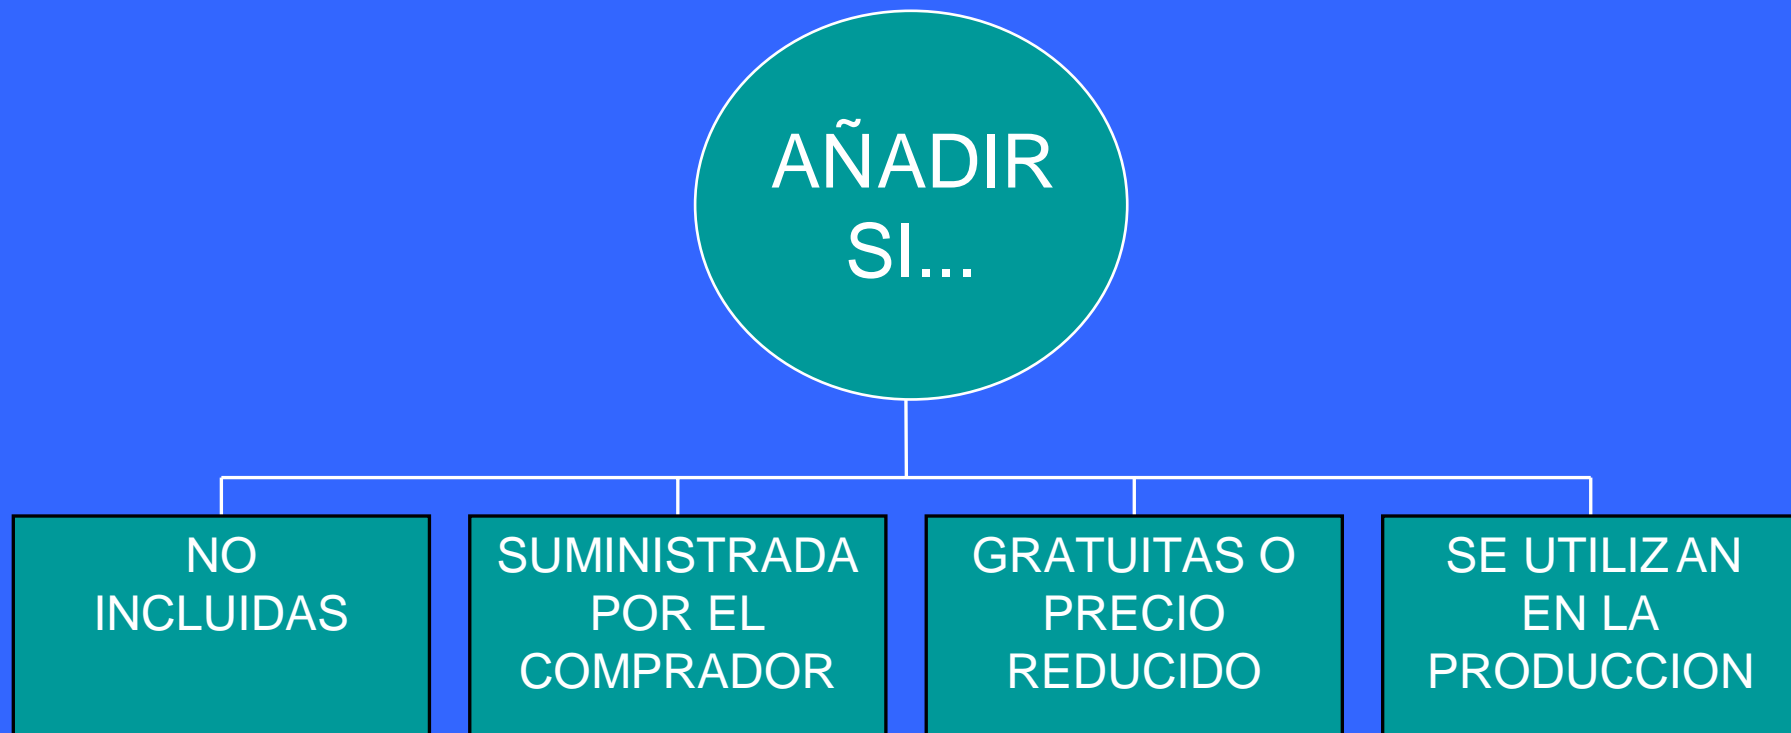 AÑADIR
SI...
NO
INCLUIDAS
SUMINISTRADA
POR EL
COMPRADOR
GRATUITAS O
PRECIO
REDUCIDO
SE UTILIZAN
EN LA
PRODUCCION